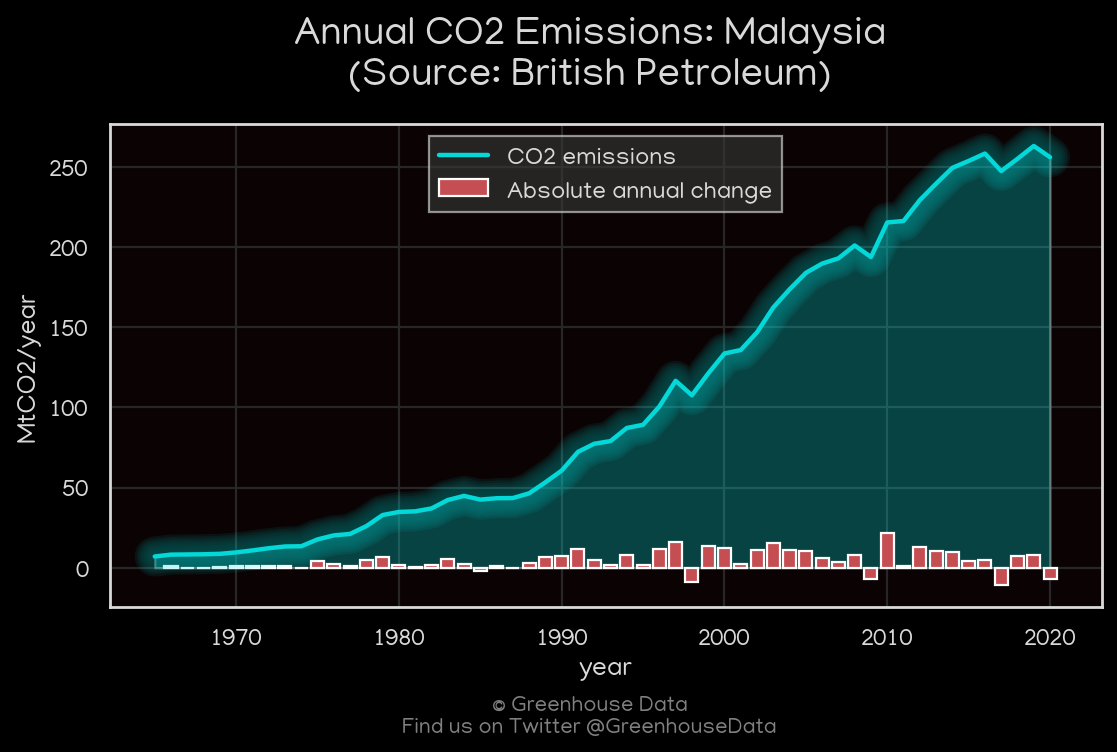 Annual CO2 Emissions: Malaysia
(Source: British Petroleum)
CO2 emissions
Absolute annual change
MtCO2/year
250
200
150
100
50
0
1970 1980 1990 2000 2010 2020
year
© Greenhouse Data
Find us on Twitter @GreenhouseData